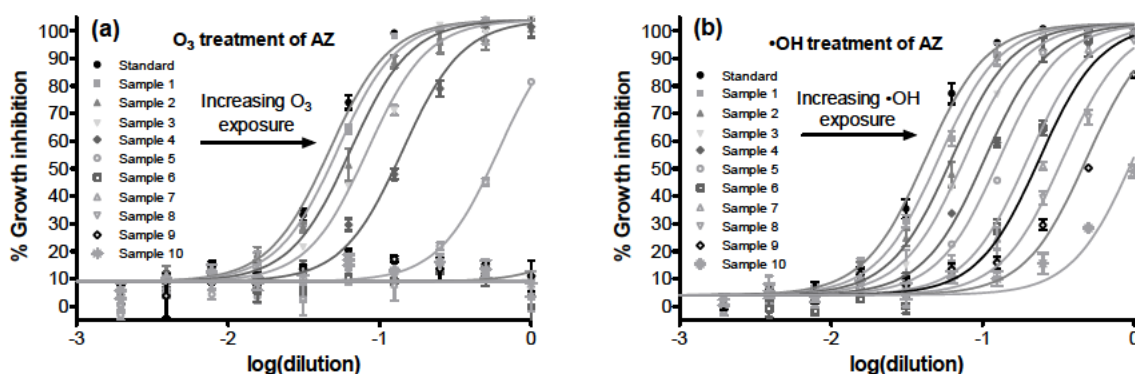 (a)
O₃ treatment of AZ
Standard
Sample 1
Sample 2
Sample 3
Sample 4
Sample 5
Sample 6
Sample 7
Sample 8
Sample 9
Sample 10
Increasing O₃
exposure
% Growth inhibition
100
90
80
70
60
50
40
30
20
10
0
-3
-2
-1
0
log(dilution)
(b)
•OH treatment of AZ
Standard
Sample 1
Sample 2
Sample 3
Sample 4
Sample 5
Sample 6
Sample 7
Sample 8
Sample 9
Sample 10
Increasing •OH
exposure
% Growth inhibition
100
90
80
70
60
50
40
30
20
10
0
-3
-2
-1
0
log(dilution)